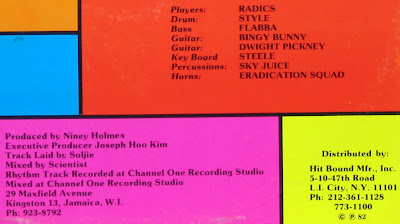 Players: RADICS
Drum: STYLE
Bass FLABBA
Guitar: BINGY BUNNY
Guitar: DWIGHT PICKNEY
Key Board STEELE
Percussions: SKY JUICE
Horns: ERADICATION SQUAD
Produced by Niney Holmes
Executive Producer Joseph Hoo Kim
Track Laid by Soljie
Mixed by Scientist
Rhythm Track Recorded at Channel One Recording Studio
Mixed at Channel One Recording Studio
29 Maxfield Avenue
Kingston 13, Jamaica, W.I.
Ph: 923-8792
Distributed by:
Hit Bound Mfr., Inc.
5-10-47th Road
L.I. City, N.Y. 11101
Ph: 212-361-1128
773-1100
© ℗ 82